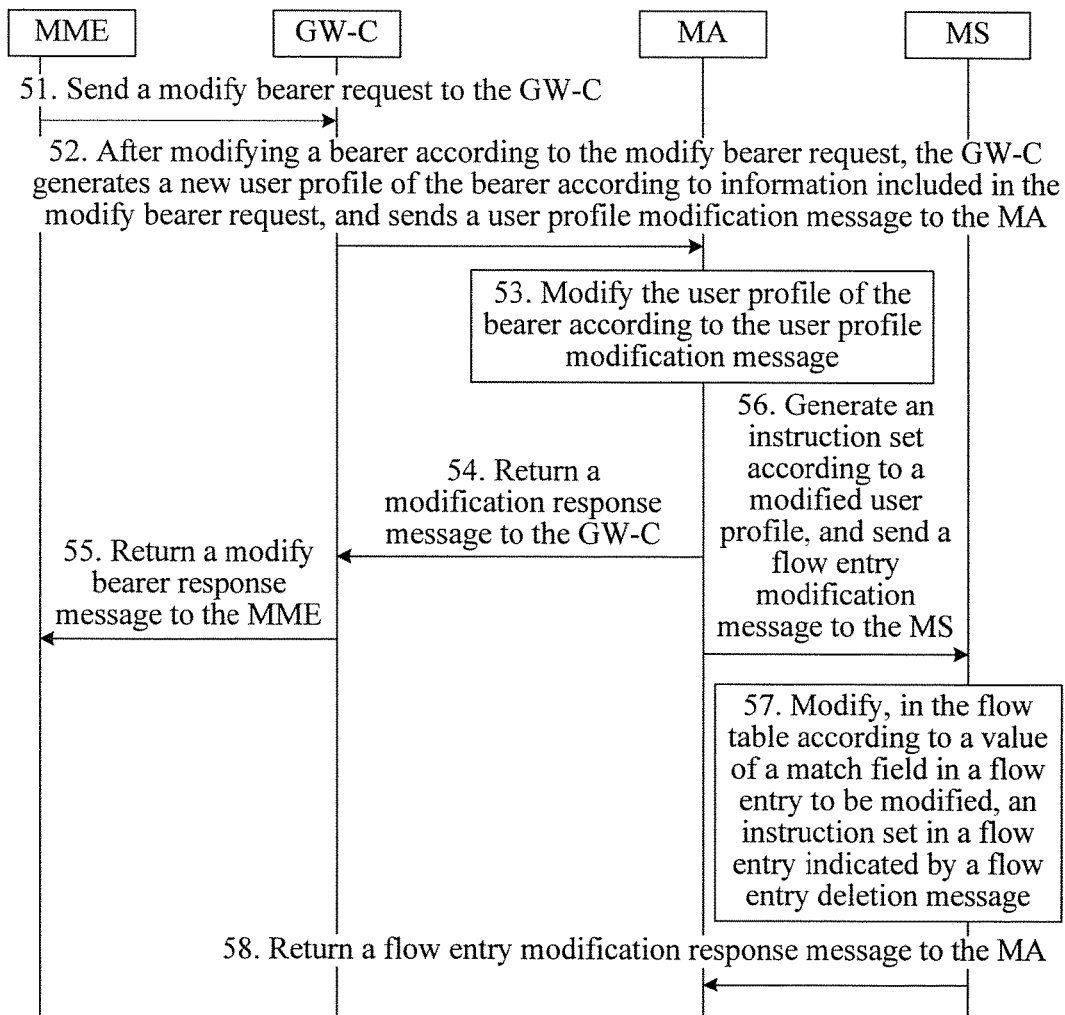 MME
GW-C
MA
MS
51. Send a modify bearer request to the GW-C
52. After modifying a bearer according to the modify bearer request, the GW-C
generates a new user profile of the bearer according to information included in the
modify bearer request, and sends a user profile modification message to the MA
53. Modify the user profile of the
bearer according to the user profile
modification message
54. Return a
modification response
message to the GW-C
55. Return a modify
bearer response
message to the MME
56. Generate an
instruction set
according to a
modified user
profile, and send a
flow entry
modification
message to the MS
57. Modify, in the flow
table according to a value
of a match field in a flow
entry to be modified, an
instruction set in a flow
entry indicated by a flow
entry deletion message
58. Return a flow entry modification response message to the MA